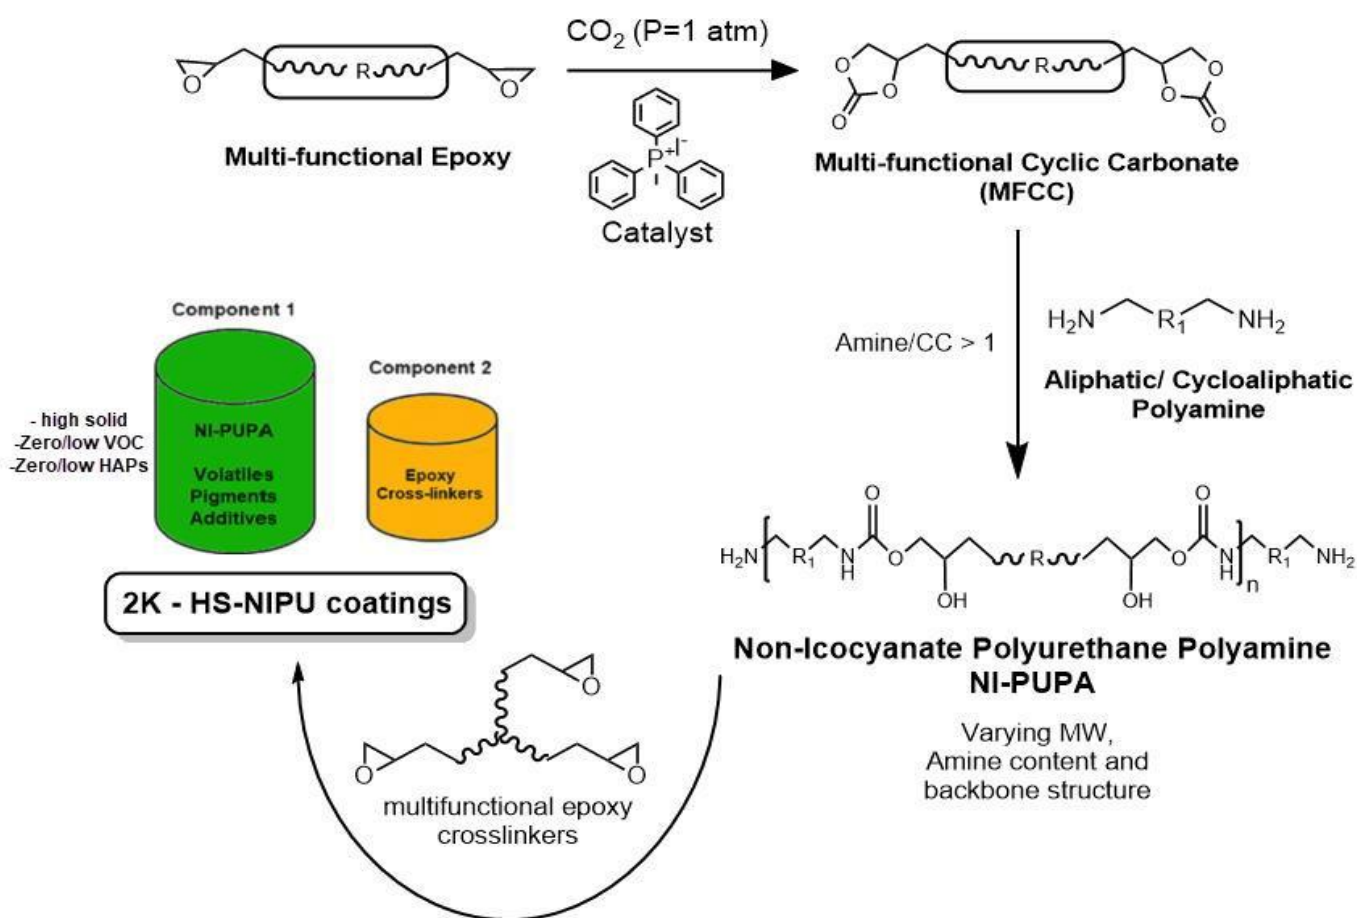 CO2 (P=1 atm)
R
O
O
Multi-functional Epoxy
P+I-
Catalyst
R
O
O
O
O
O
O
Multi-functional Cyclic Carbonate
(MFCC)
Amine/CC > 1
H2N
R1
NH2
Aliphatic/ Cycloaliphatic
Polyamine
Component 1
- high solid
-Zero/low VOC
-Zero/low HAPs
NI-PUPA
Volatiles
Pigments
Additives
Component 2
Epoxy
Cross-linkers
2K - HS-NIPU coatings
O
O
H2N
R1
N
H
O
R
O
N
H
R1
NH2
n
OH
OH
Non-Icocyanate Polyurethane Polyamine
NI-PUPA
Varying MW,
Amine content and
backbone structure
O
O
O
multifunctional epoxy
crosslinkers